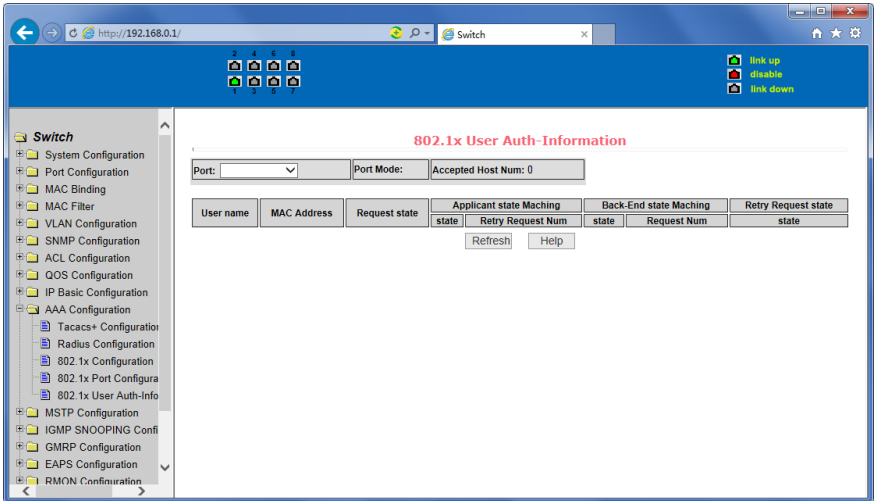 http://192.168.0.1/
Switch
2 4 6 8
1 3 5 7
link up
disable
link down
Switch
System Configuration
Port Configuration
MAC Binding
MAC Filter
VLAN Configuration
SNMP Configuration
ACL Configuration
QOS Configuration
IP Basic Configuration
AAA Configuration
Tacacs+ Configuration
Radius Configuration
802.1x Configuration
802.1x Port Configura
802.1x User Auth-Info
MSTP Configuration
IGMP SNOOPING Confi
GMRP Configuration
EAPS Configuration
RMON Configuration
802.1x User Auth-Information
Port: Port Mode: Accepted Host Num: 0
User name MAC Address Request state Applicant state Maching Back-End state Maching Retry Request state
state Retry Request Num state Request Num state
Refresh Help